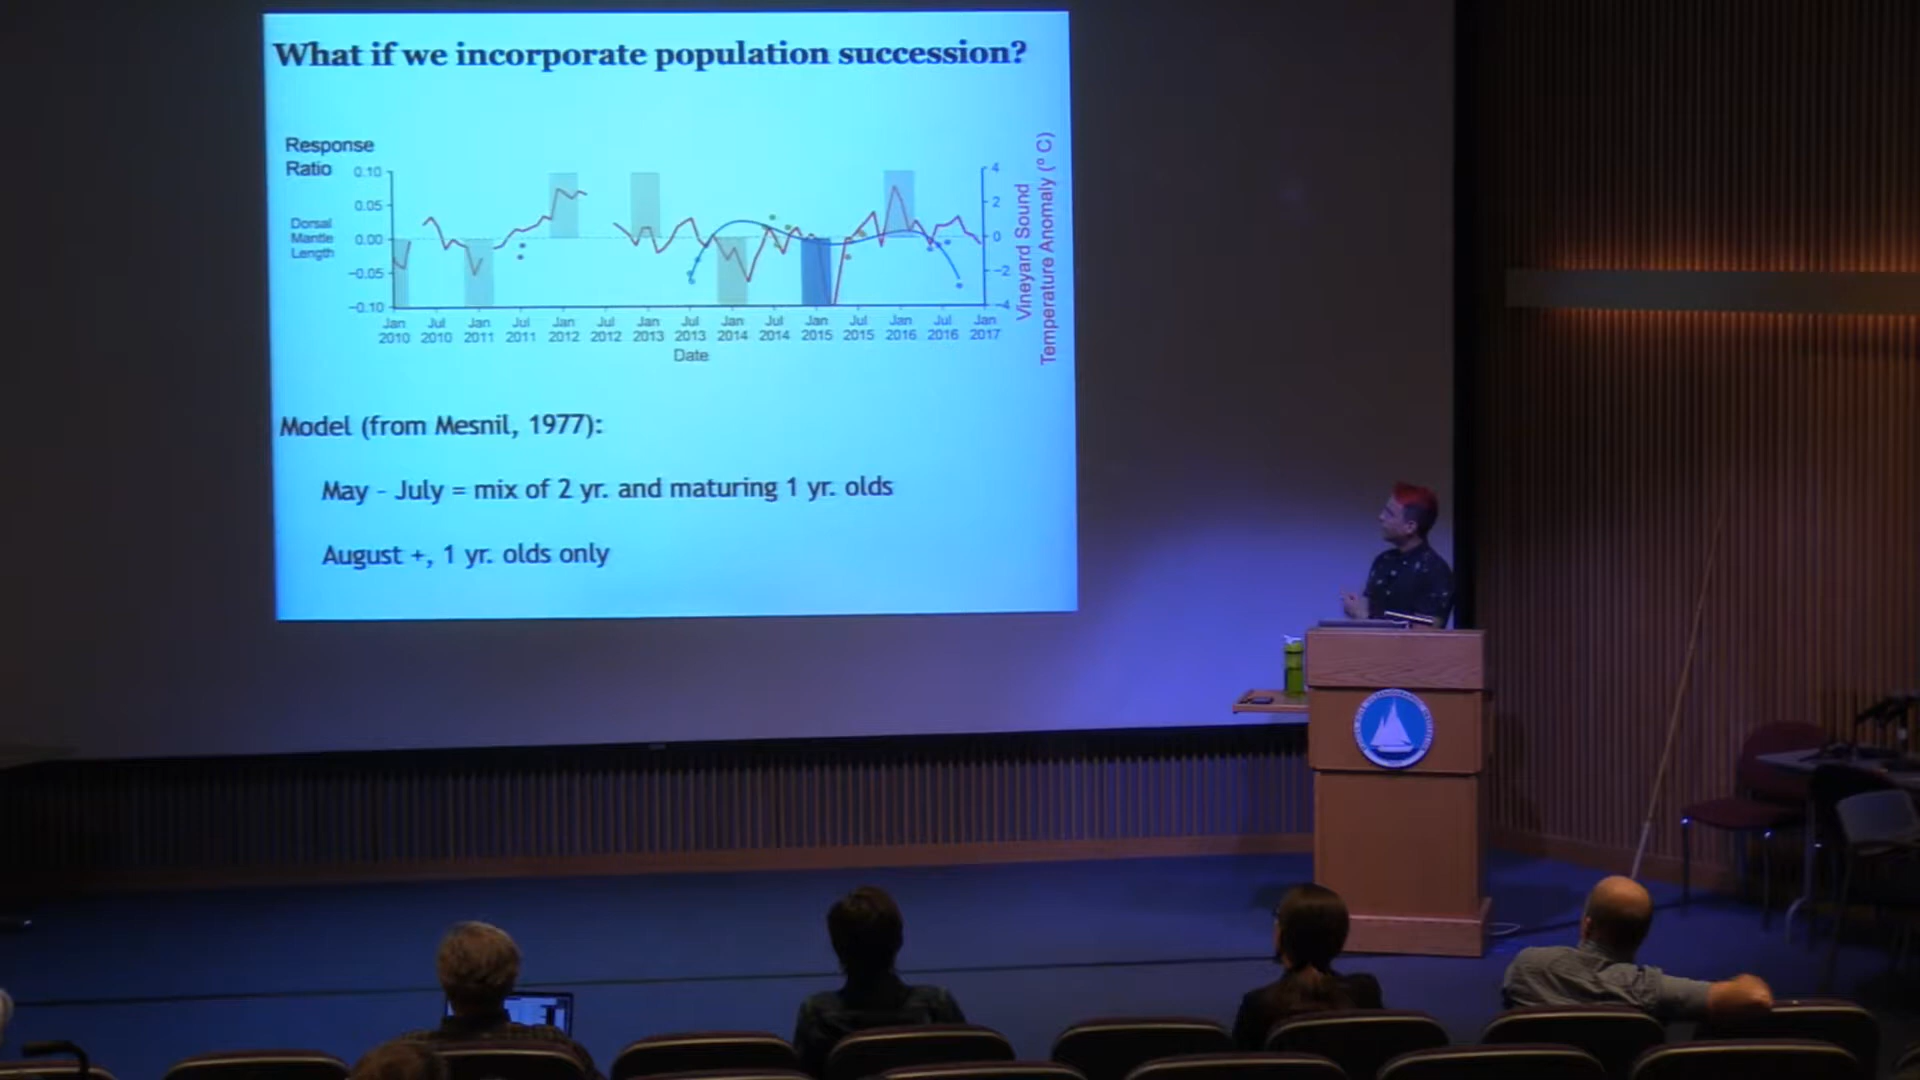 What if we incorporate population succession?
Response
Ratio
Dorsal
Mantle
Length
0.10
0.05
0.00
−0.05
−0.10
4
2
0
−2
−4
Vineyard Sound
Temperature Anomaly (° C)
Jan Jul Jan Jul Jan Jul Jan Jul Jan Jul Jan Jul Jan Jul Jan
2010 2010 2011 2011 2012 2012 2013 2013 2014 2014 2015 2015 2016 2016 2017
Date
Model (from Mesnil, 1977):
May - July = mix of 2 yr. and maturing 1 yr. olds
August +, 1 yr. olds only